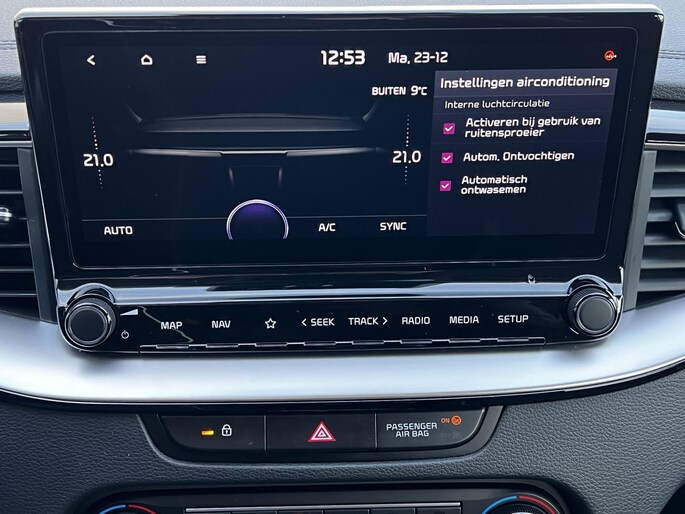 12:53 Ma, 23-12
BUITEN 9°C
Instellingen airconditioning
Interne luchtcirculatie
Activeren bij gebruik van
ruitensproeier
Autom. Ontvochtigen
Automatisch
ontwasemen
21.0 21.0
AUTO A/C SYNC
MAP NAV < SEEK TRACK > RADIO MEDIA SETUP
PASSENGER
AIR BAG ON